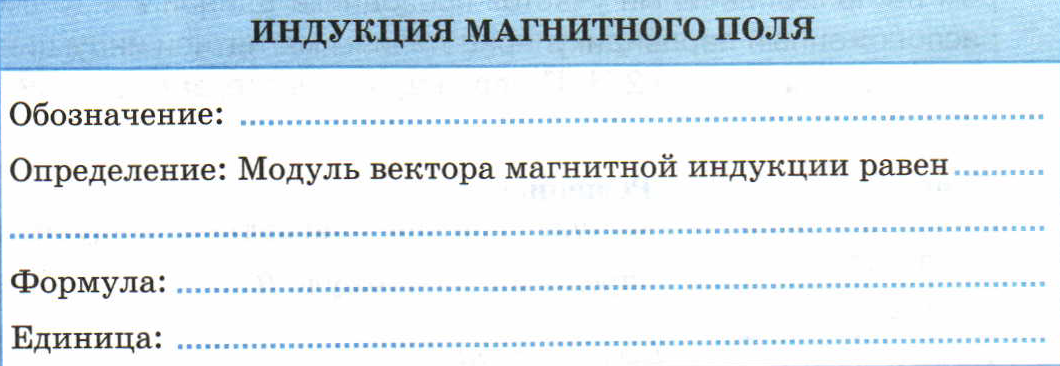 ИНДУКЦИЯ МАГНИТНОГО ПОЛЯ
Обозначение:
Определение: Модуль вектора магнитной индукции равен
Формула:
Единица: